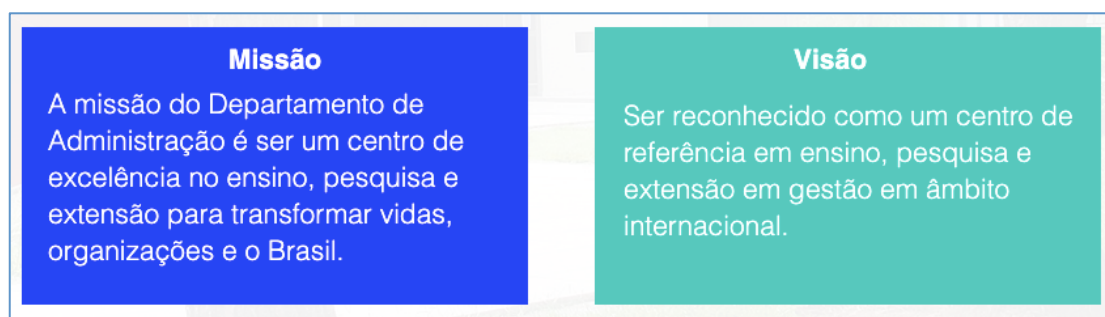 Missão
A missão do Departamento de
Administração é ser um centro de
excelência no ensino, pesquisa e
extensão para transformar vidas,
organizações e o Brasil.
Visão
Ser reconhecido como um centro de
referência em ensino, pesquisa e
extensão em gestão em âmbito
internacional.